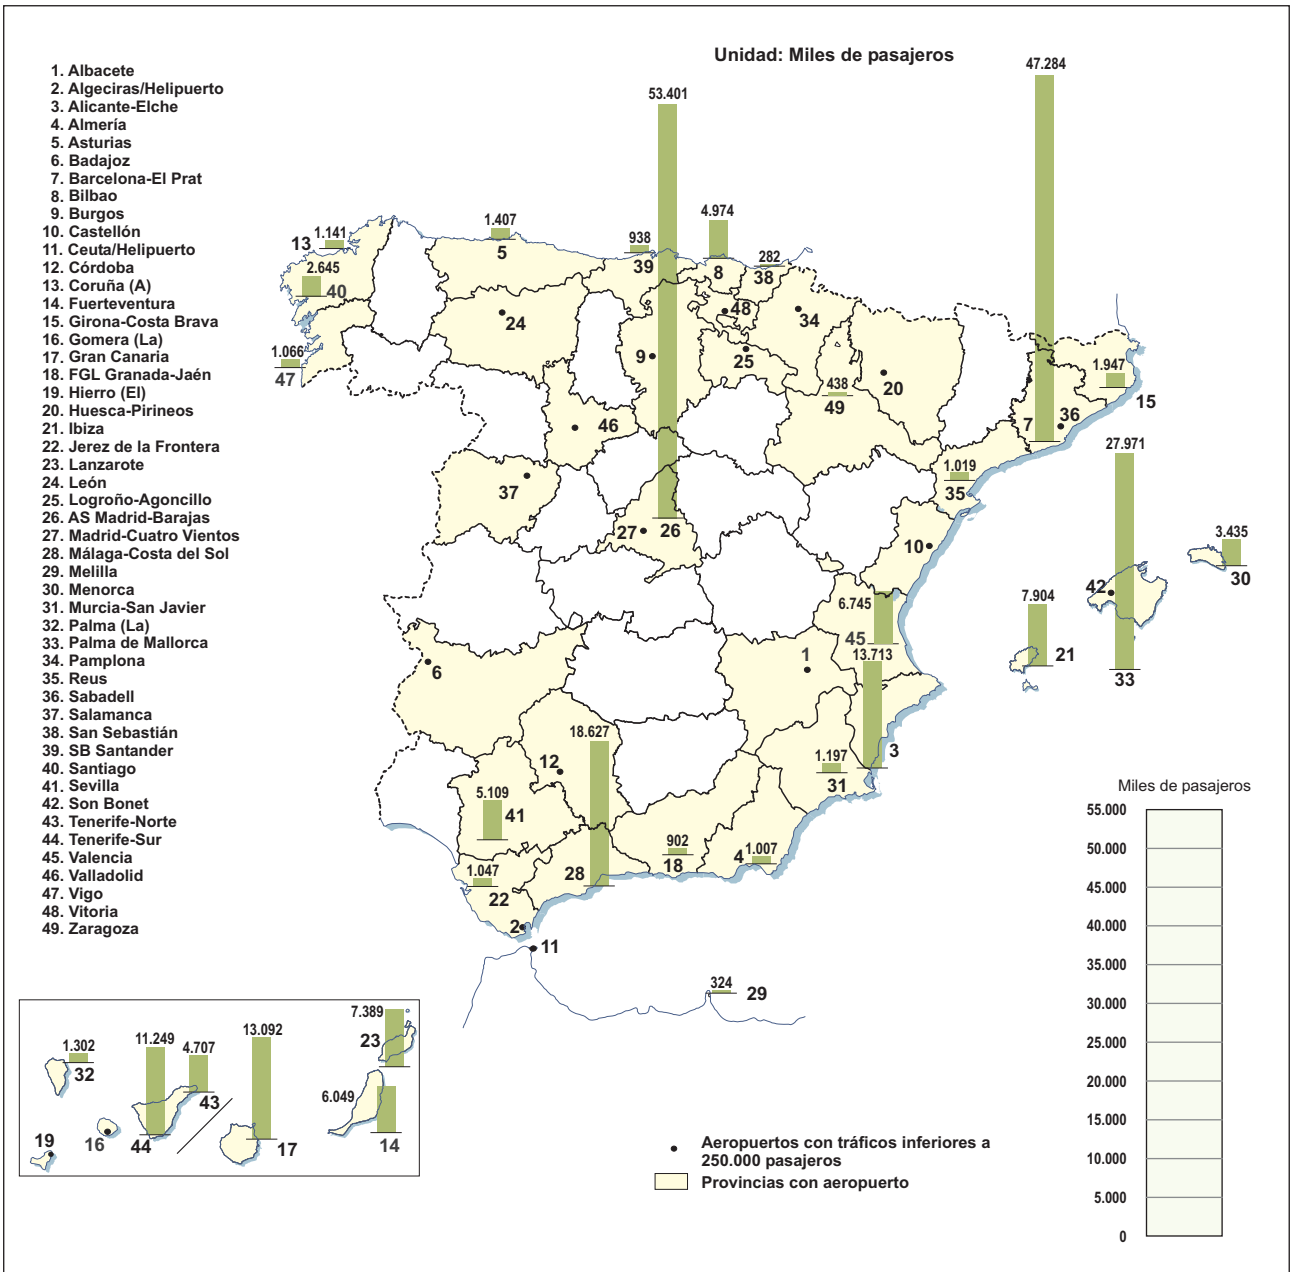 Unidad: Miles de pasajeros
1. Albacete
2. Algeciras/Helipuerto
3. Alicante-Elche
4. Almería
5. Asturias
6. Badajoz
7. Barcelona-El Prat
8. Bilbao
9. Burgos
10. Castellón
11. Ceuta/Helipuerto
12. Córdoba
13. Coruña (A)
14. Fuerteventura
15. Girona-Costa Brava
16. Gomera (La)
17. Gran Canaria
18. FGL Granada-Jaén
19. Hierro (El)
20. Huesca-Pirineos
21. Ibiza
22. Jerez de la Frontera
23. Lanzarote
24. León
25. Logroño-Agoncillo
26. AS Madrid-Barajas
27. Madrid-Cuatro Vientos
28. Málaga-Costa del Sol
29. Melilla
30. Menorca
31. Murcia-San Javier
32. Palma (La)
33. Palma de Mallorca
34. Pamplona
35. Reus
36. Sabadell
37. Salamanca
38. San Sebastián
39. SB Santander
40. Santiago
41. Sevilla
42. Son Bonet
43. Tenerife-Norte
44. Tenerife-Sur
45. Valencia
46. Valladolid
47. Vigo
48. Vitoria
49. Zaragoza
47.284
53.401
1.407
5
4.974
8
1.141
13
938
39
282
38
2.645
40
24
48
34
1.066
47
9
25
20
438
49
1.947
15
7
36
46
37
1.019
35
27
26
10
27.971
42
33
3.435
30
7.904
21
6.745
45
13.713
3
1
6
18.627
28
12
1.197
31
5.109
41
902
18
4
1.007
1.047
22
2
11
324
29
1.302
32
11.249
44
4.707
43
13.092
17
7.389
23
6.049
14
19
16
Miles de pasajeros
55.000
50.000
45.000
40.000
35.000
30.000
25.000
20.000
15.000
10.000
5.000
0
Aeropuertos con tráficos inferiores a
250.000 pasajeros
Provincias con aeropuerto